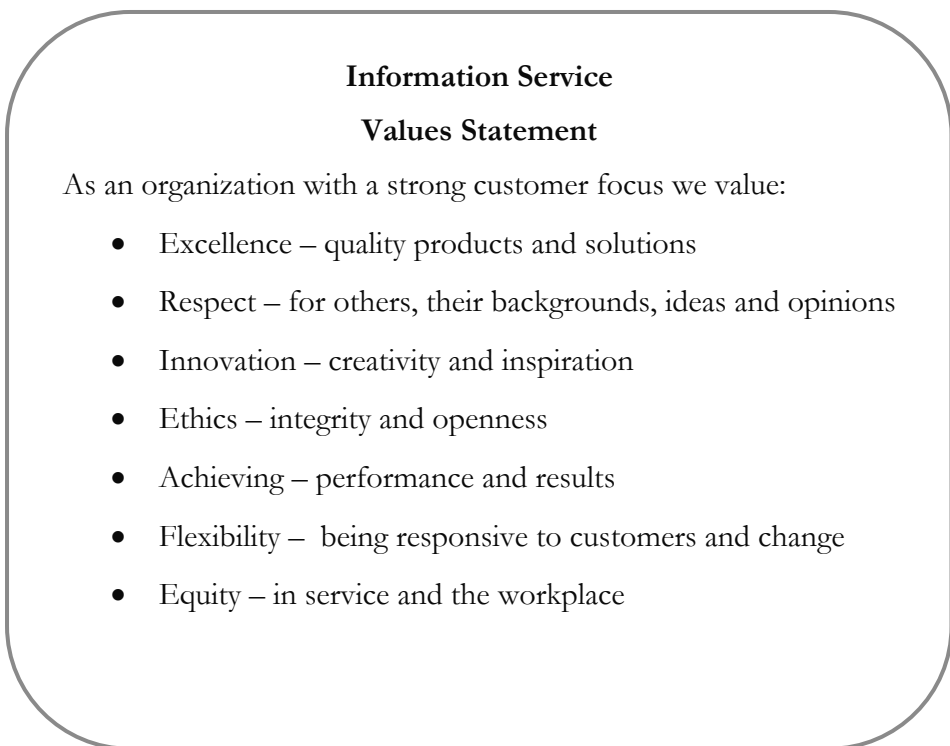 Information Service
Values Statement
As an organization with a strong customer focus we value:
• Excellence – quality products and solutions
• Respect – for others, their backgrounds, ideas and opinions
• Innovation – creativity and inspiration
• Ethics – integrity and openness
• Achieving – performance and results
• Flexibility –  being responsive to customers and change
• Equity – in service and the workplace